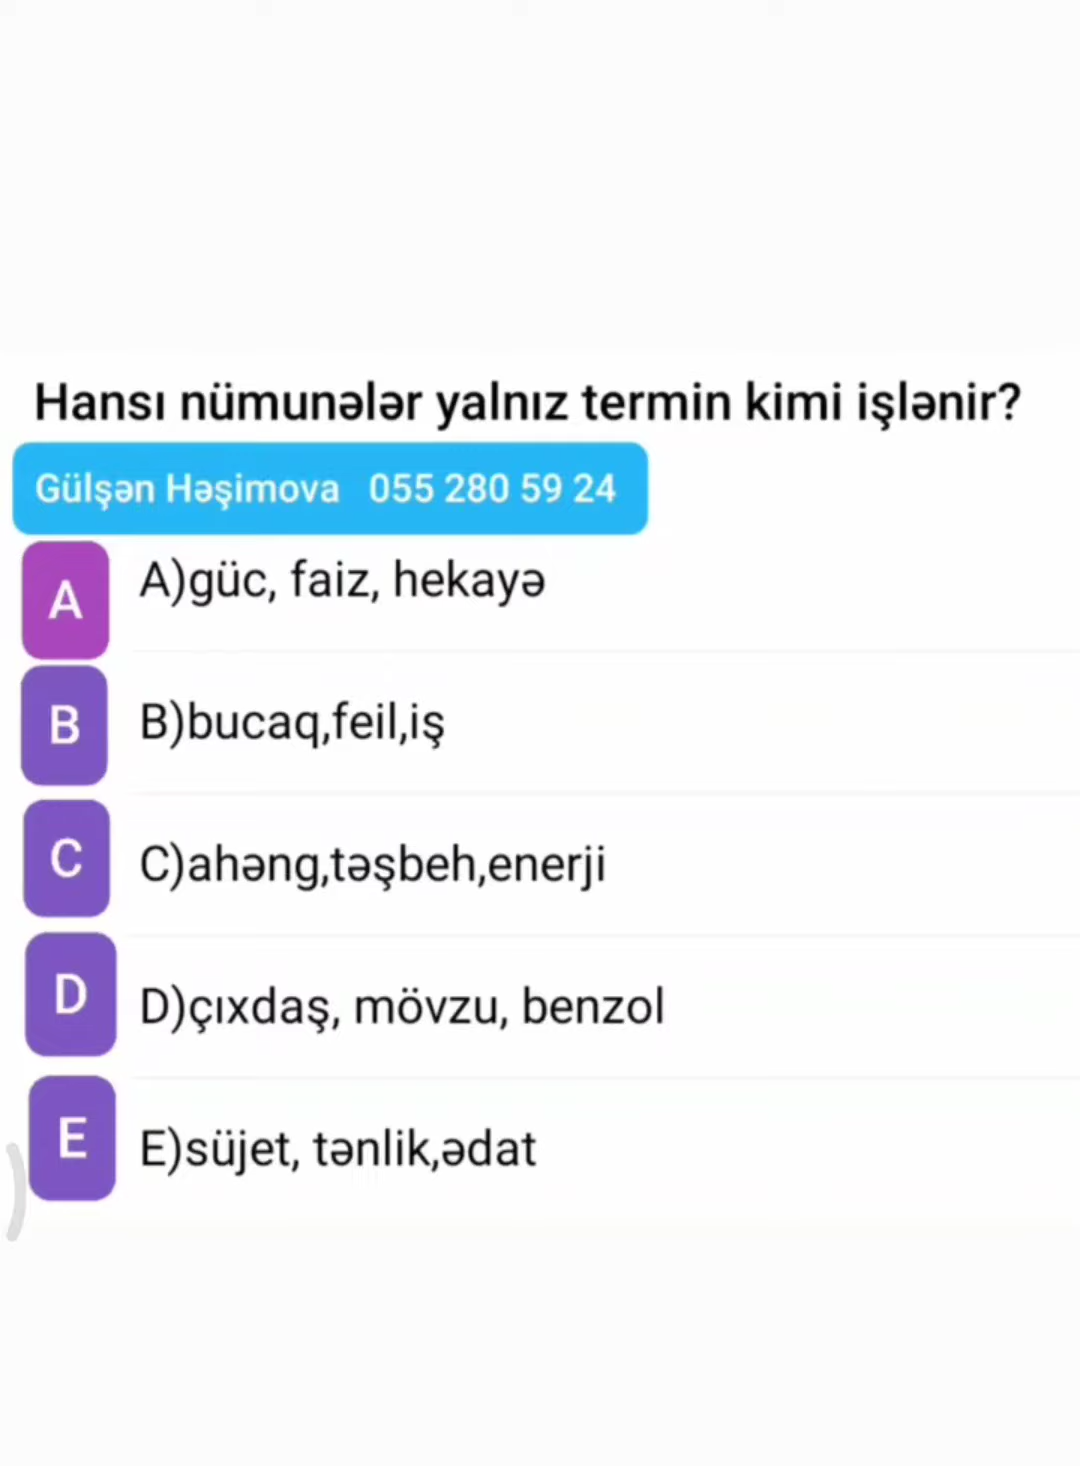 Hansı nümunələr yalnız termin kimi işlənir?
Gülşən Həşimova 055 280 59 24
A A)güc, faiz, hekayə
B B)bucaq,feil,iş
C C)ahəng,təşbeh,enerji
D D)çıxdaş, mövzu, benzol
E E)süjet, tənlik,ədat